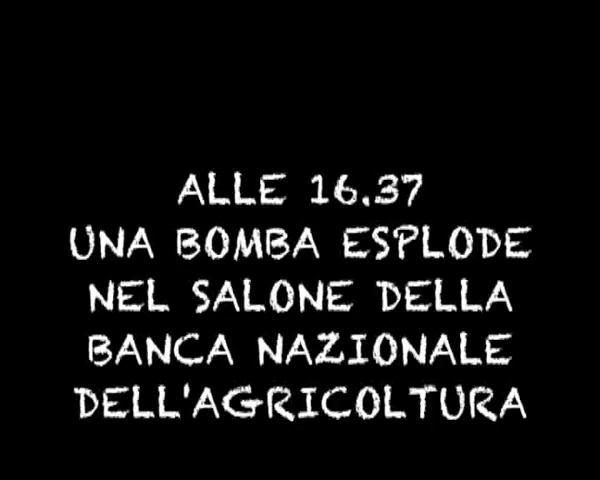 ALLE 16.37
UNA BOMBA ESPLODE
NEL SALONE DELLA
BANCA NAZIONALE
DELL'AGRICOLTURA